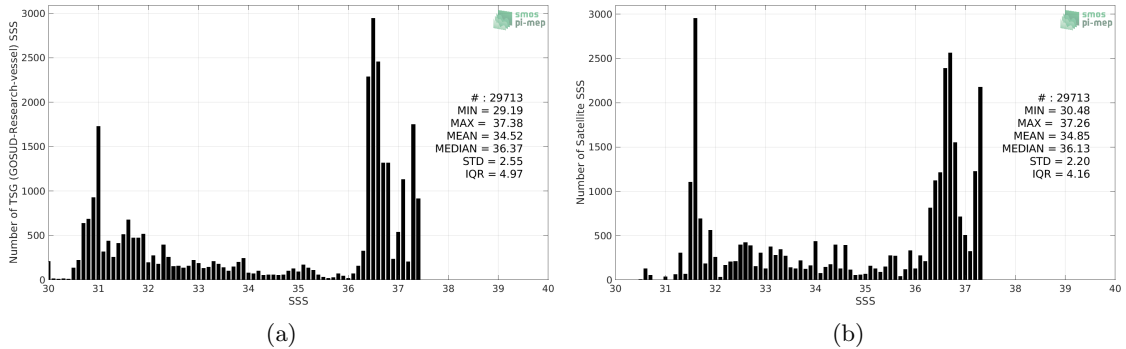 smos
pi-mep
Number of TSG (GOSUD-Research-vessel) SSS
3000
2500
2000
1500
1000
500
0
# : 29713
MIN = 29.19
MAX = 37.38
MEAN = 34.52
MEDIAN = 36.37
STD = 2.55
IQR = 4.97
30 31 32 33 34 35 36 37 38 39 40
SSS
(a)
smos
pi-mep
Number of Satellite SSS
3000
2500
2000
1500
1000
500
0
# : 29713
MIN = 30.48
MAX = 37.26
MEAN = 34.85
MEDIAN = 36.13
STD = 2.20
IQR = 4.16
30 31 32 33 34 35 36 37 38 39 40
SSS
(b)